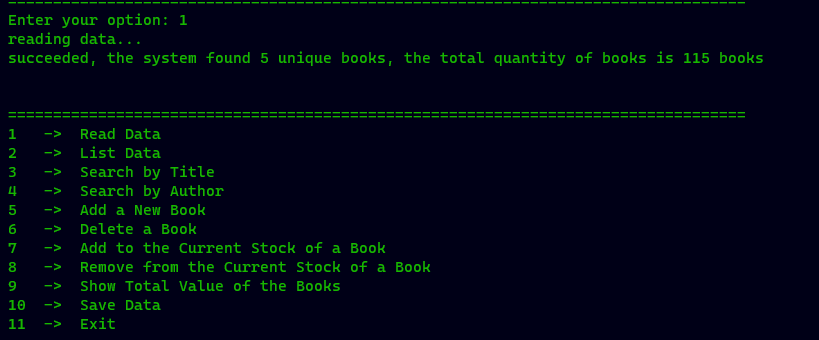 ==================================================================================
Enter your option: 1
reading data...
succeeded, the system found 5 unique books, the total quantity of books is 115 books
==================================================================================
1   -> Read Data
2   -> List Data
3   -> Search by Title
4   -> Search by Author
5   -> Add a New Book
6   -> Delete a Book
7   -> Add to the Current Stock of a Book
8   -> Remove from the Current Stock of a Book
9   -> Show Total Value of the Books
10  -> Save Data
11  -> Exit